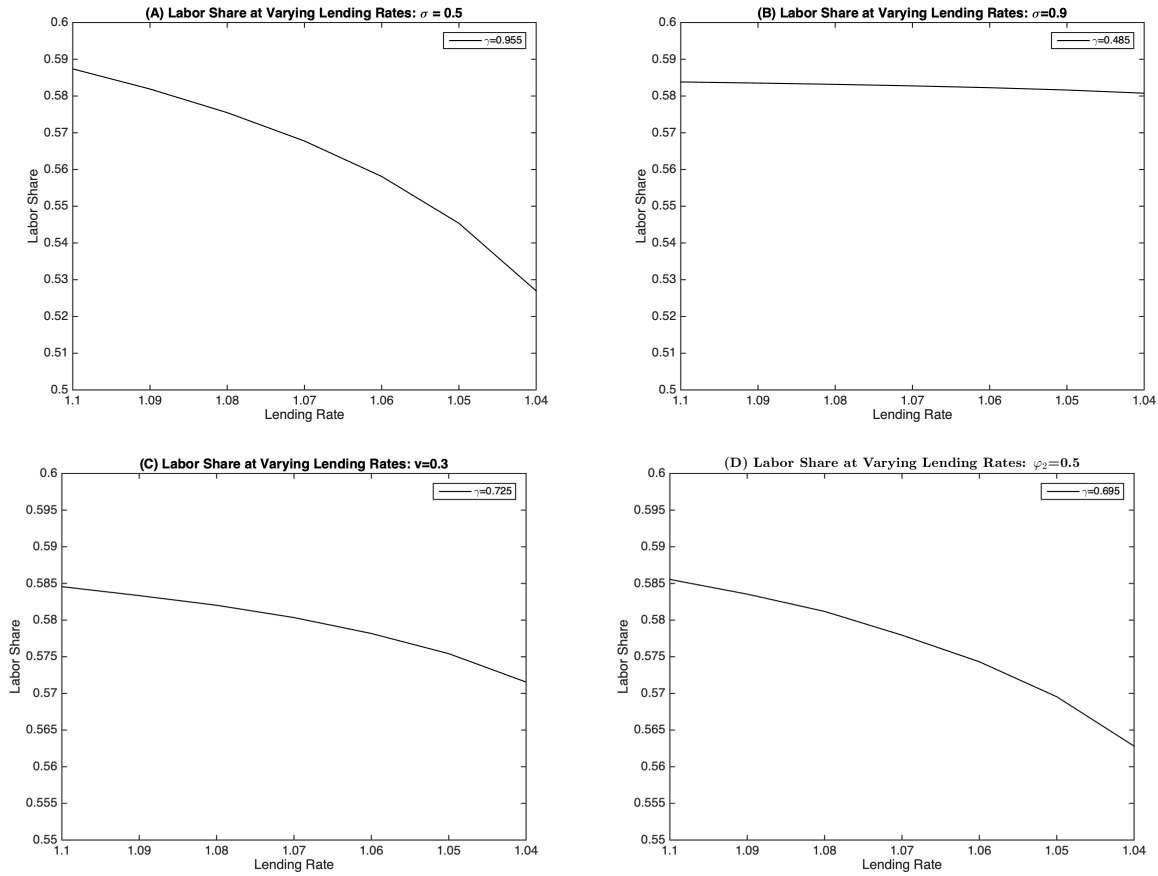 (A) Labor Share at Varying Lending Rates: σ = 0.5
γ=0.955
0.6
0.59
0.58
0.57
0.56
0.55
0.54
0.53
0.52
0.51
0.5
Labor Share
1.1 1.09 1.08 1.07 1.06 1.05 1.04
Lending Rate
(B) Labor Share at Varying Lending Rates: σ=0.9
γ=0.485
0.6
0.59
0.58
0.57
0.56
0.55
0.54
0.53
0.52
0.51
0.5
Labor Share
1.1 1.09 1.08 1.07 1.06 1.05 1.04
Lending Rate
(C) Labor Share at Varying Lending Rates: v=0.3
γ=0.725
0.6
0.595
0.59
0.585
0.58
0.575
0.57
0.565
0.56
0.555
0.55
Labor Share
1.1 1.09 1.08 1.07 1.06 1.05 1.04
Lending Rate
(D) Labor Share at Varying Lending Rates: φ₂=0.5
γ=0.695
0.6
0.595
0.59
0.585
0.58
0.575
0.57
0.565
0.56
0.555
0.55
Labor Share
1.1 1.09 1.08 1.07 1.06 1.05 1.04
Lending Rate